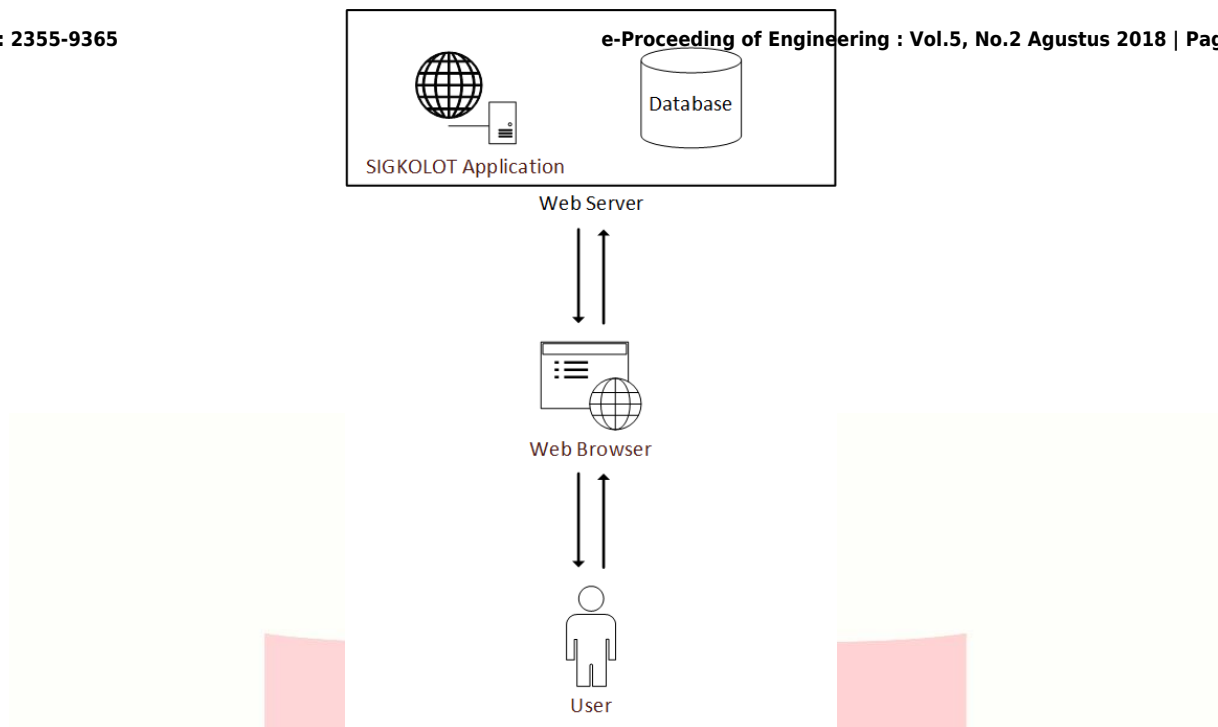 : 2355-9365
e-Proceeding of Engineering : Vol.5, No.2 Agustus 2018 |
Database
SIGKOLOT Application
Web Server
Web Browser
User